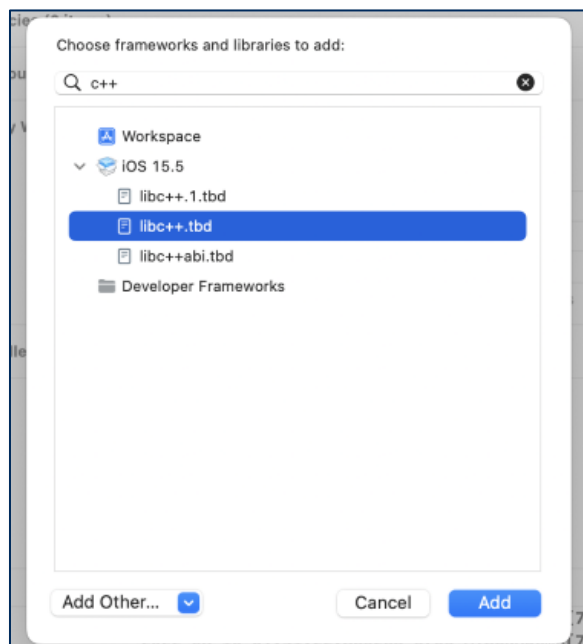 Choose frameworks and libraries to add:
c++
Workspace
iOS 15.5
libc++.1.tbd
libc++.tbd
libc++abi.tbd
Developer Frameworks
Add Other...
Cancel
Add